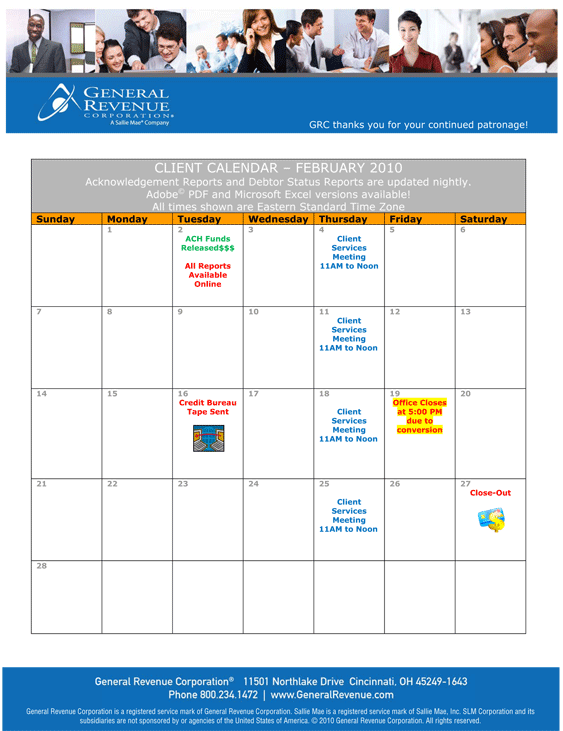 GENERAL
REVENUE
CORPORATION®
A Sallie Mae® Company
GRC thanks you for your continued patronage!
CLIENT CALENDAR – FEBRUARY 2010
Acknowledgement Reports and Debtor Status Reports are updated nightly.
Adobe© PDF and Microsoft Excel versions available!
All times shown are Eastern Standard Time Zone
Sunday Monday Tuesday Wednesday Thursday Friday Saturday
1 2 3 4 5 6
ACH Funds
Released$$$
All Reports
Available
Online
Client
Services
Meeting
11AM to Noon
7 8 9 10 11 12 13
Client
Services
Meeting
11AM to Noon
14 15 16 17 18 19 20
Credit Bureau
Tape Sent
Client
Services
Meeting
11AM to Noon
Office Closes
at 5:00 PM
due to
conversion
21 22 23 24 25 26 27
Client
Services
Meeting
11AM to Noon
Close-Out
28
General Revenue Corporation® 11501 Northlake Drive Cincinnati, OH 45249-1643
Phone 800.234.1472 | www.GeneralRevenue.com
General Revenue Corporation is a registered service mark of General Revenue Corporation. Sallie Mae is a registered service mark of Sallie Mae, Inc. SLM Corporation and its
subsidiaries are not sponsored by or agencies of the United States of America. © 2010 General Revenue Corporation. All rights reserved.